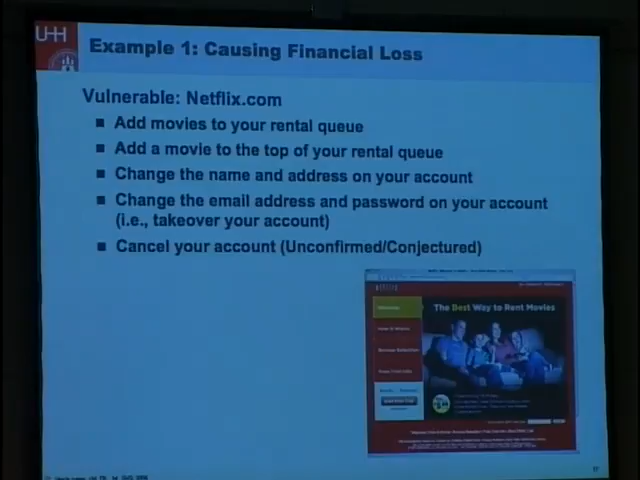 UHH
Example 1: Causing Financial Loss
Vulnerable: Netflix.com
Add movies to your rental queue
Add a movie to the top of your rental queue
Change the name and address on your account
Change the email address and password on your account
(i.e., takeover your account)
Cancel your account (Unconfirmed/Conjectured)
The Best Way to Rent Movies